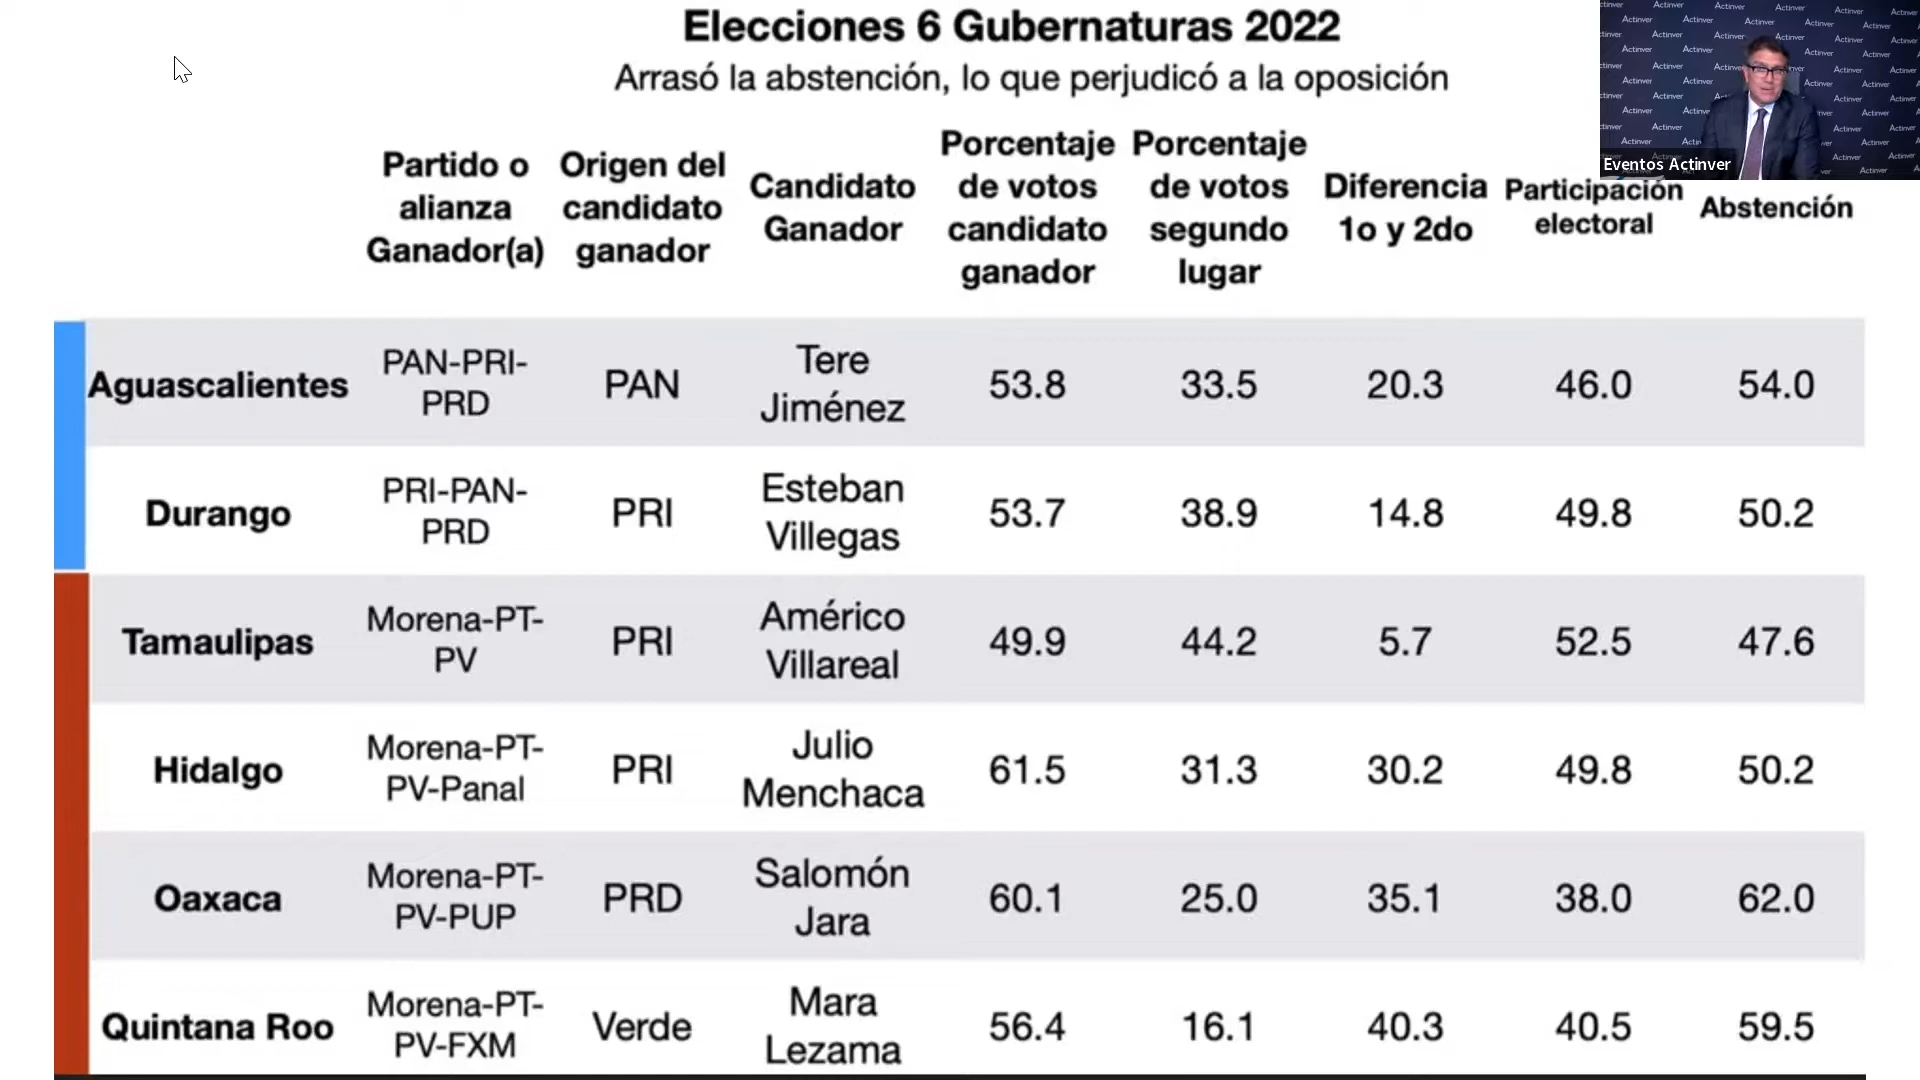 Elecciones 6 Gubernaturas 2022
Arrasó la abstención, lo que perjudicó a la oposición
Eventos Actinver
Partido o
alianza
Ganador(a)
Origen del
candidato
ganador
Candidato
Ganador
Porcentaje
de votos
candidato
ganador
Porcentaje
de votos
segundo
lugar
Diferencia
1o y 2do
Participación
electoral
Abstención
Aguascalientes
PAN-PRI-
PRD
PAN
Tere
Jiménez
53.8
33.5
20.3
46.0
54.0
Durango
PRI-PAN-
PRD
PRI
Esteban
Villegas
53.7
38.9
14.8
49.8
50.2
Tamaulipas
Morena-PT-
PV
PRI
Américo
Villareal
49.9
44.2
5.7
52.5
47.6
Hidalgo
Morena-PT-
PV-Panal
PRI
Julio
Menchaca
61.5
31.3
30.2
49.8
50.2
Oaxaca
Morena-PT-
PV-PUP
PRD
Salomón
Jara
60.1
25.0
35.1
38.0
62.0
Quintana Roo
Morena-PT-
PV-FXM
Verde
Mara
Lezama
56.4
16.1
40.3
40.5
59.5